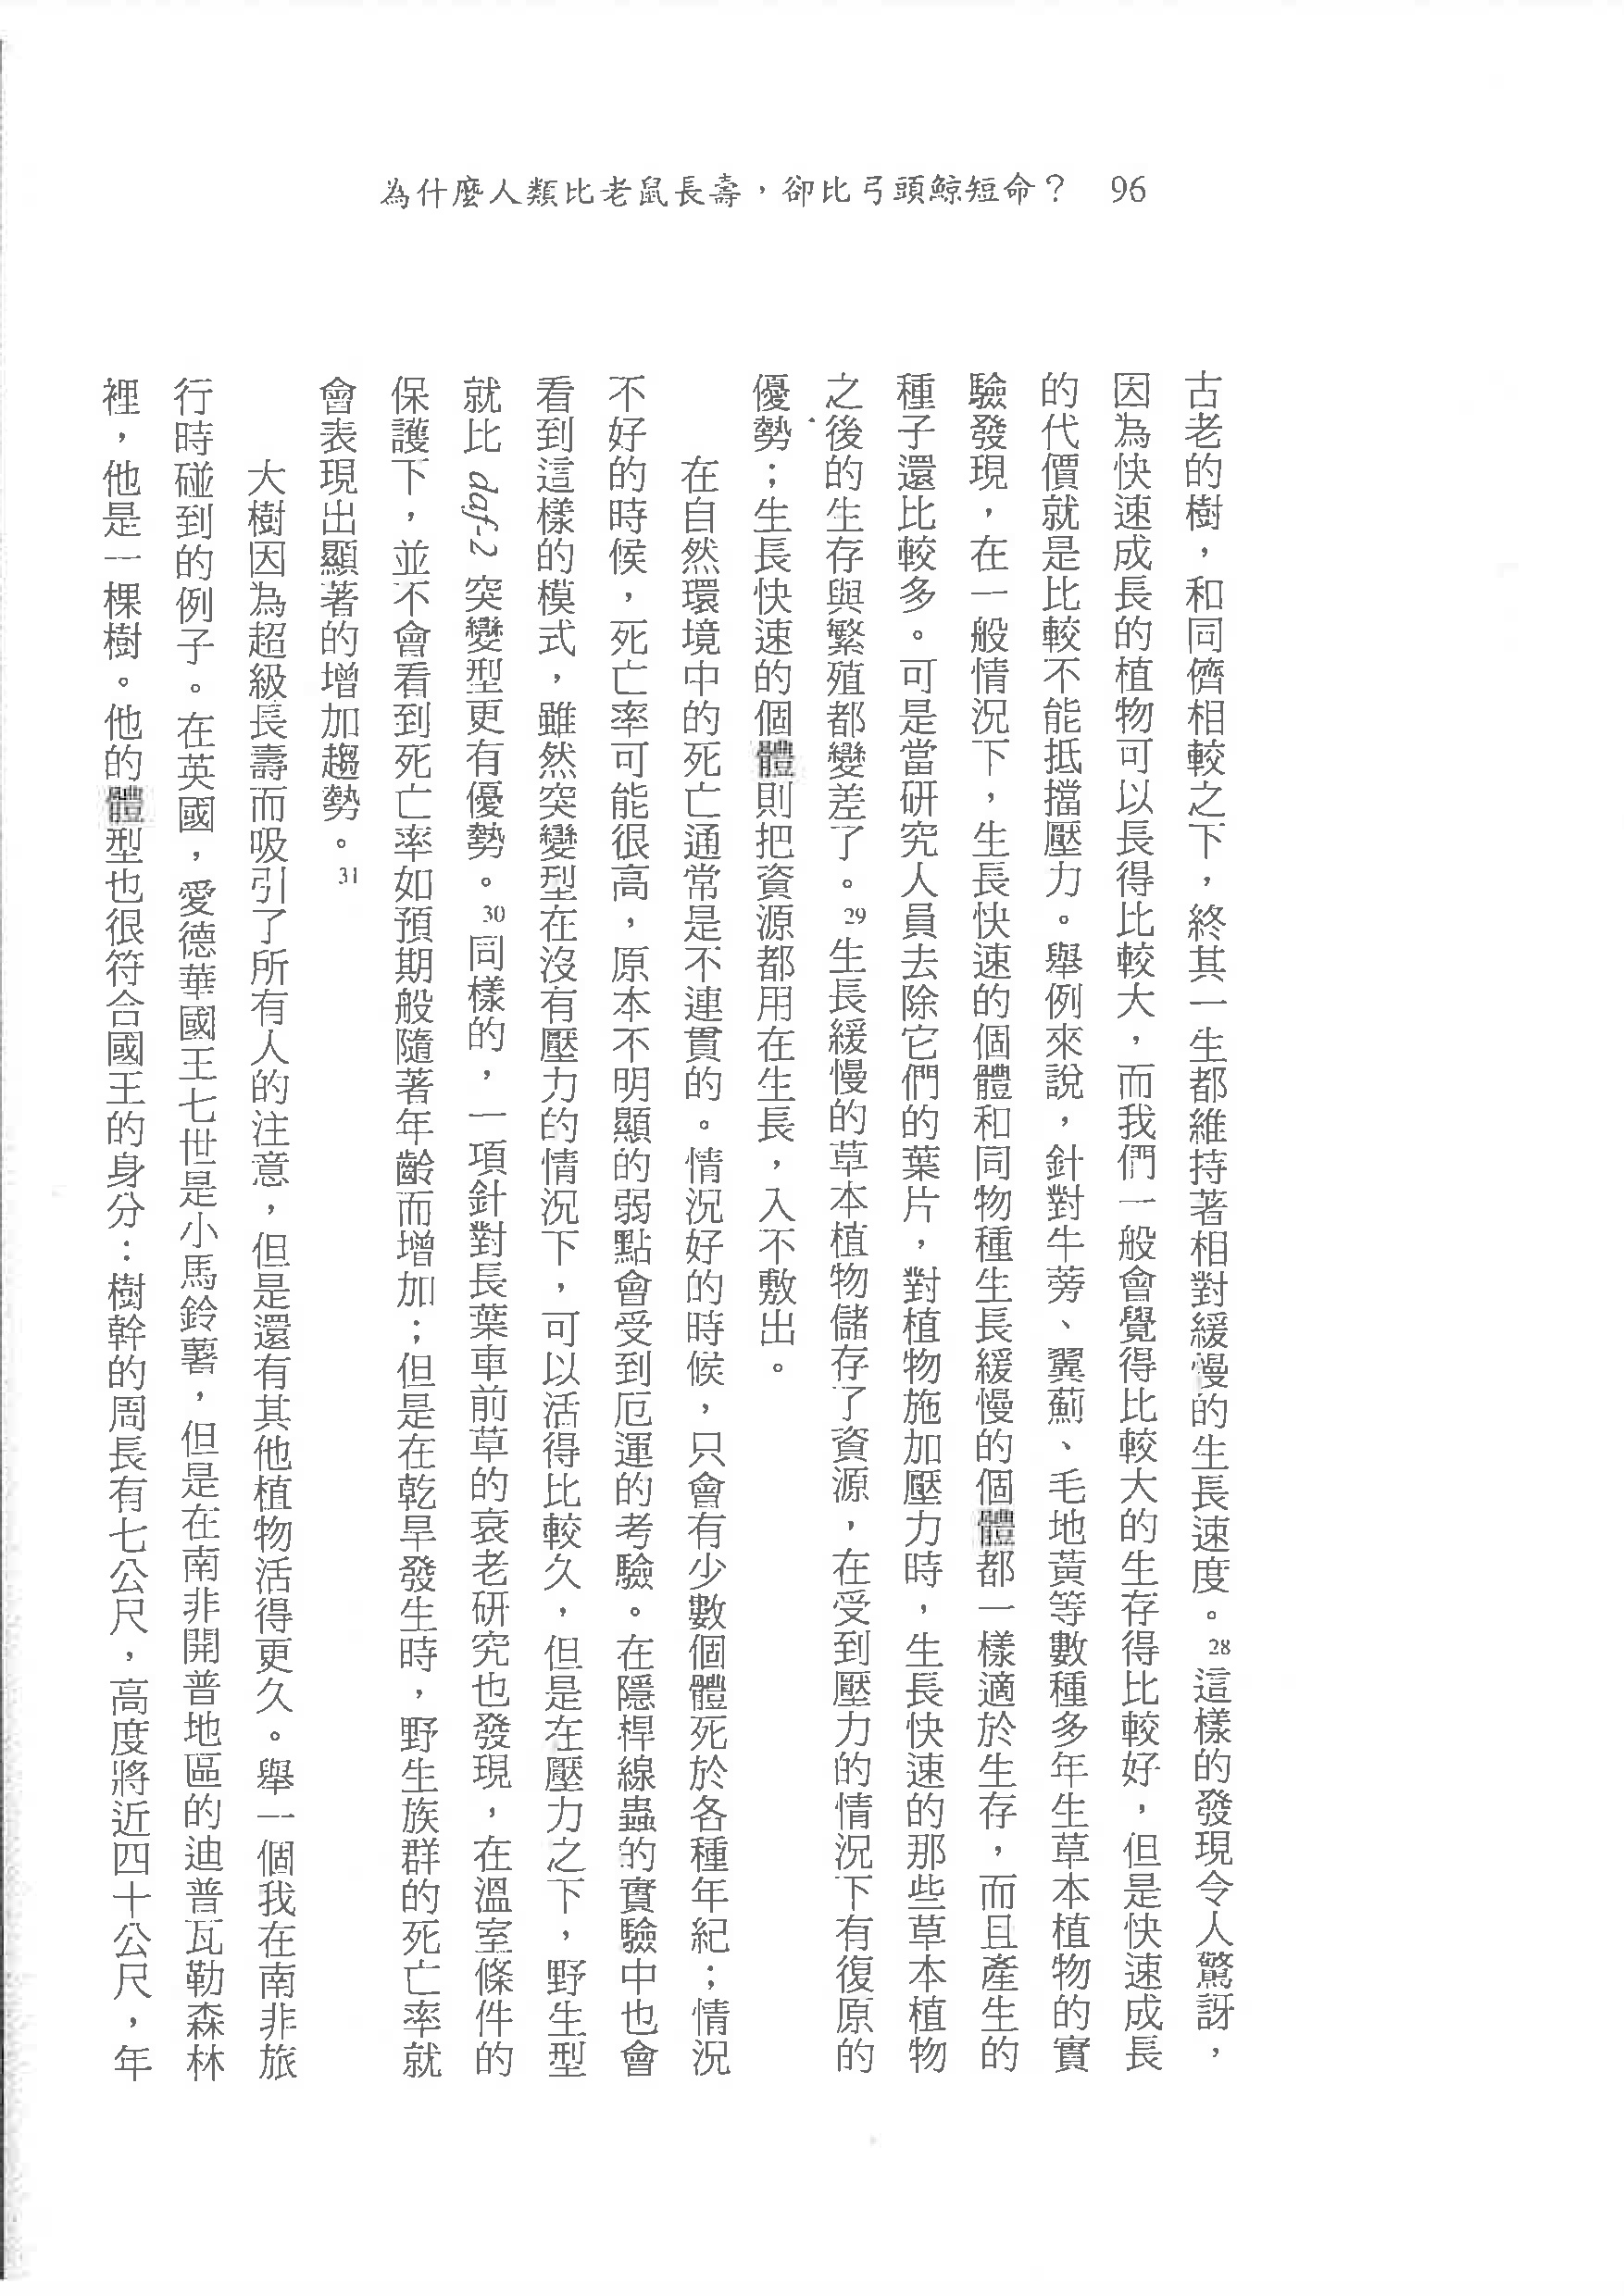 為什麼人類比老鼠長壽，卻比弓頭鯨短命？ 96
古老的樹，和同儕相較之下，終其一生都維持著相對緩慢的生長速度。28這樣的發現令人驚訝，
因為快速成長的植物可以長得比較大，而我們一般會覺得比較大的生存得比較好，但是快速成長
的代價就是比較不能抵擋壓力。舉例來說，針對牛蒡、翼薊、毛地黃等數種多年生草本植物的實
驗發現，在一般情況下，生長快速的個體和同物種生長緩慢的個體都一樣適於生存，而且產生的
種子還比較多。可是當研究人員去除它們的葉片，對植物施加壓力時，生長快速的那些草本植物
之後的生存與繁殖都變差了。29生長緩慢的草本植物儲存了資源，在受到壓力的情況下有復原的
優勢；生長快速的個體則把資源都用在生長，入不敷出。
在自然環境中的死亡通常是不連貫的。情況好的時候，只會有少數個體死於各種年紀；情況
不好的時候，死亡率可能很高，原本不明顯的弱點會受到厄運的考驗。在隱桿線蟲的實驗中也會
看到這樣的模式，雖然突變型在沒有壓力的情況下，可以活得比較久，但是在壓力之下，野生型
就比 daf-2 突變型更有優勢。30同樣的，一項針對長葉車前草的衰老研究也發現，在溫室條件的
保護下，並不會看到死亡率如預期般隨著年齡而增加；但是在乾旱發生時，野生族群的死亡率就
會表現出顯著的增加趨勢。31
大樹因為超級長壽而吸引了所有人的注意，但是還有其他植物活得更久。舉一個我在南非旅
行時碰到的例子。在英國，愛德華國王七世是小馬鈴薯，但是在南非開普地區的迪普瓦勒森林
裡，他是一棵樹。他的體型也很符合國王的身分：樹幹的周長有七公尺，高度將近四十公尺，年